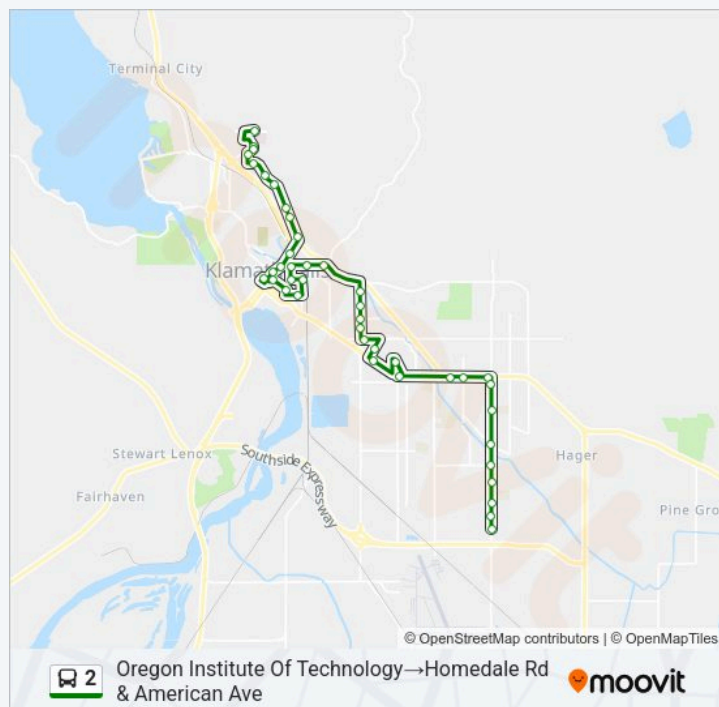 Terminal City
Klamath Falls
Stewart Lenox
Southside Expressway
Hager
Fairhaven
Pine Gro
© OpenStreetMap contributors | © OpenMapTiles
2
Oregon Institute Of Technology→Homedale Rd
& American Ave
moovit